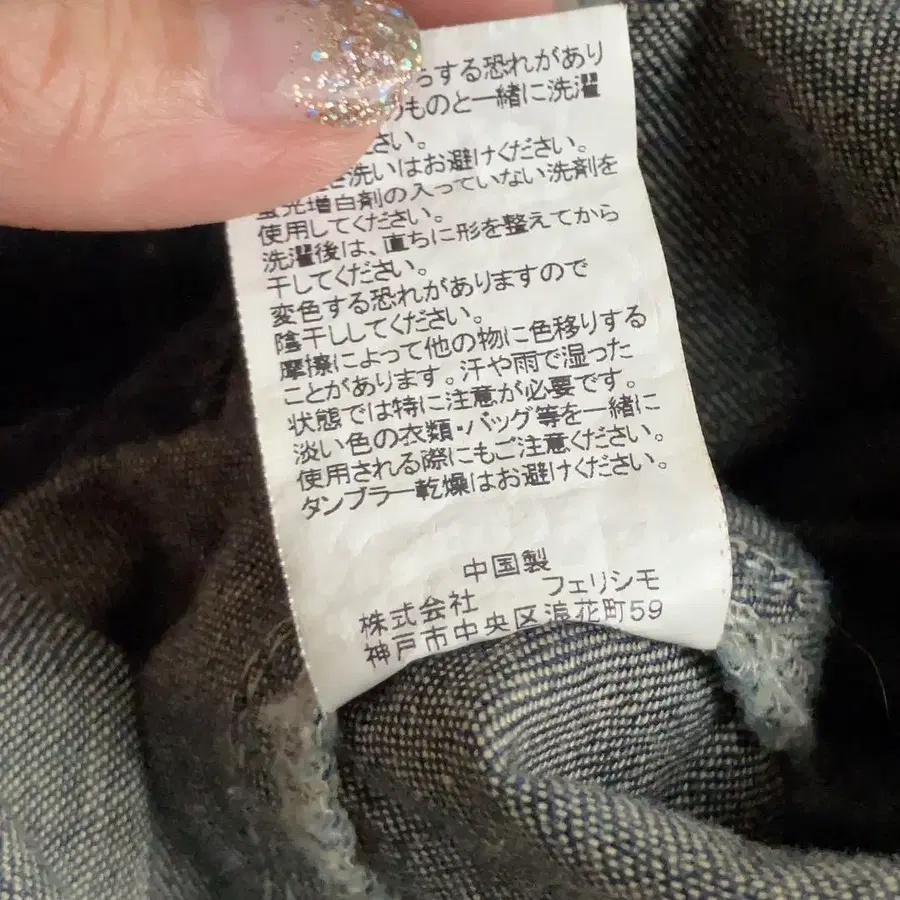 らする恐れがあり
のものと一緒に洗濯
さい。
洗いはお避けください。
蛍光増白剤の入っていない洗剤を
使用してください。
洗濯後は、直ちに形を整えてから
干してください。
変色する恐れがありますので
陰干ししてください。
摩擦によって他の物に色移りする
ことがあります。汗や雨で湿った
状態では特に注意が必要です。
淡い色の衣類・バッグ等を一緒に
使用される際にもご注意ください。
タンブラー乾燥はお避けください。
中国製
株式会社 フェリシモ
神戸市中央区浪花町59